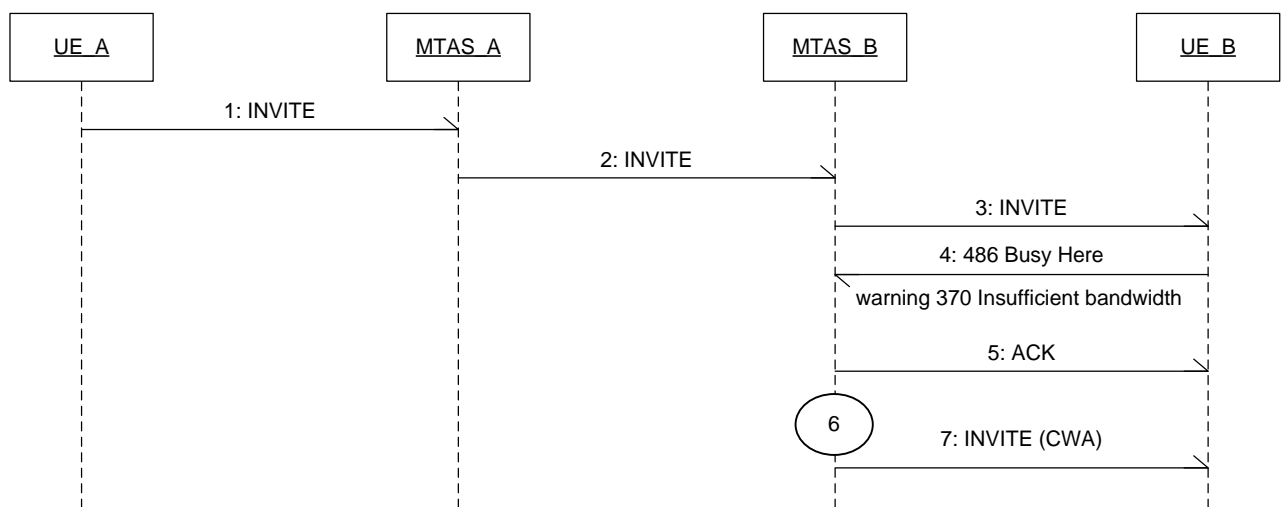 UE_A
MTAS_A
MTAS_B
UE_B
1: INVITE
2: INVITE
3: INVITE
4: 486 Busy Here
warning 370 Insufficient bandwidth
5: ACK
6
7: INVITE (CWA)